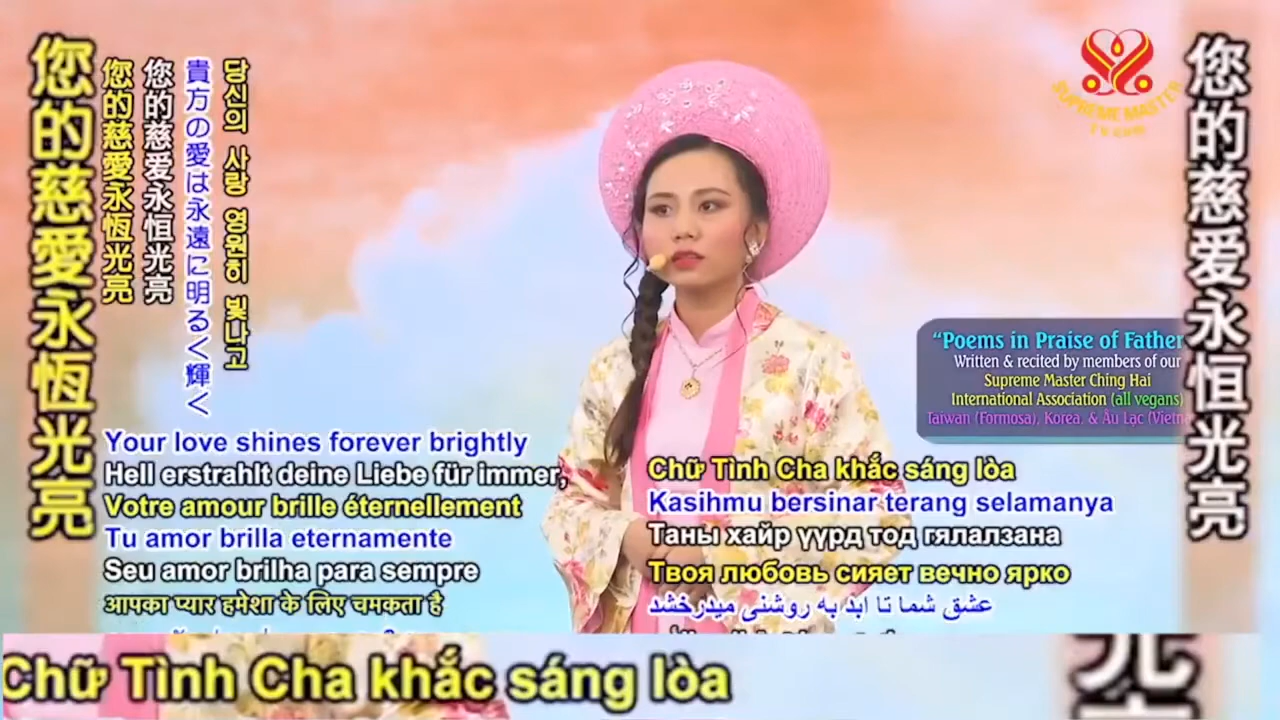 您的慈愛永恆光亮
您的慈愛永恆光亮
您的慈爱永恒光亮
貴方の愛は永遠に明るく輝く
당신의 사랑 영원히 빛나고
SUPREME MASTER
TV.COM
您的慈爱永恒光亮
"Poems in Praise of Father
Written & recited by members of our
Supreme Master Ching Hai
International Association (all vegans)
Taiwan (Formosa), Korea, & Âu Lạc
Your love shines forever brightly
Hell erstrahlt deine Liebe für immer,
Votre amour brille éternellement
Tu amor brilla eternamente
Seu amor brilha para sempre
आपका प्यार हमेशा के लिए चमकता है
Chữ Tình Cha khắc sáng lòa
Kasihmu bersinar terang selamanya
Таны хайр үүрд тод гялалзана
Твоя любовь сияет вечно ярко
عشق شما تا ابد به روشنی میدرخشد
Chữ Tình Cha khắc sáng lòa
光